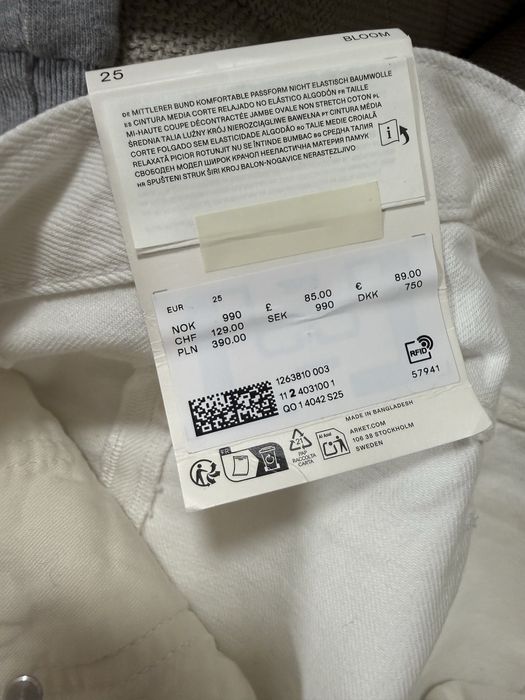 25
BLOOM
DE MITTLERER BUND KOMFORTABLE PASSFORM NICHT ELASTISCH BAUMWOLLE
ES CINTURA MEDIA CORTE RELAJADO NO ELÁSTICO ALGODÓN FR TAILLE
MI-HAUTE COUPE DÉCONTRACTÉE JAMBE OVALE NON STRETCH COTON PL
ŚREDNIA TALIA LUŹNY KRÓJ NIEROZCIĄGLIWE BAWEŁNA PT CINTURA MÉDIA
CORTE FOLGADO SEM ELASTICIDADE ALGODÃO RO TALIE MEDIE CROIALĂ
RELAXATĂ PICIOR ROTUNJIT NU SE ÎNTINDE BUMBAC BG СРЕДНА ТАЛИЯ
СВОБОДЕН МОДЕЛ ШИРОК КРАЧОЛ НЕЕЛАСТИЧНА МАТЕРИЯ ПАМУК
HR SPUŠTENI STRUK ŠIRI KROJ BALON-NOGAVICE NERASTEZLJIVO
i
EUR 25
NOK 990 £ 85.00 € 89.00
CHF 129.00 SEK 990 DKK 750
PLN 390.00
RFID
57941
1263810 003
11 2 403100 1
QO 1 4042 S25
MADE IN BANGLADESH
ARKET.COM
106 38 STOCKHOLM
SWEDEN
FR
21
PAP
RACCOLTA
CARTA